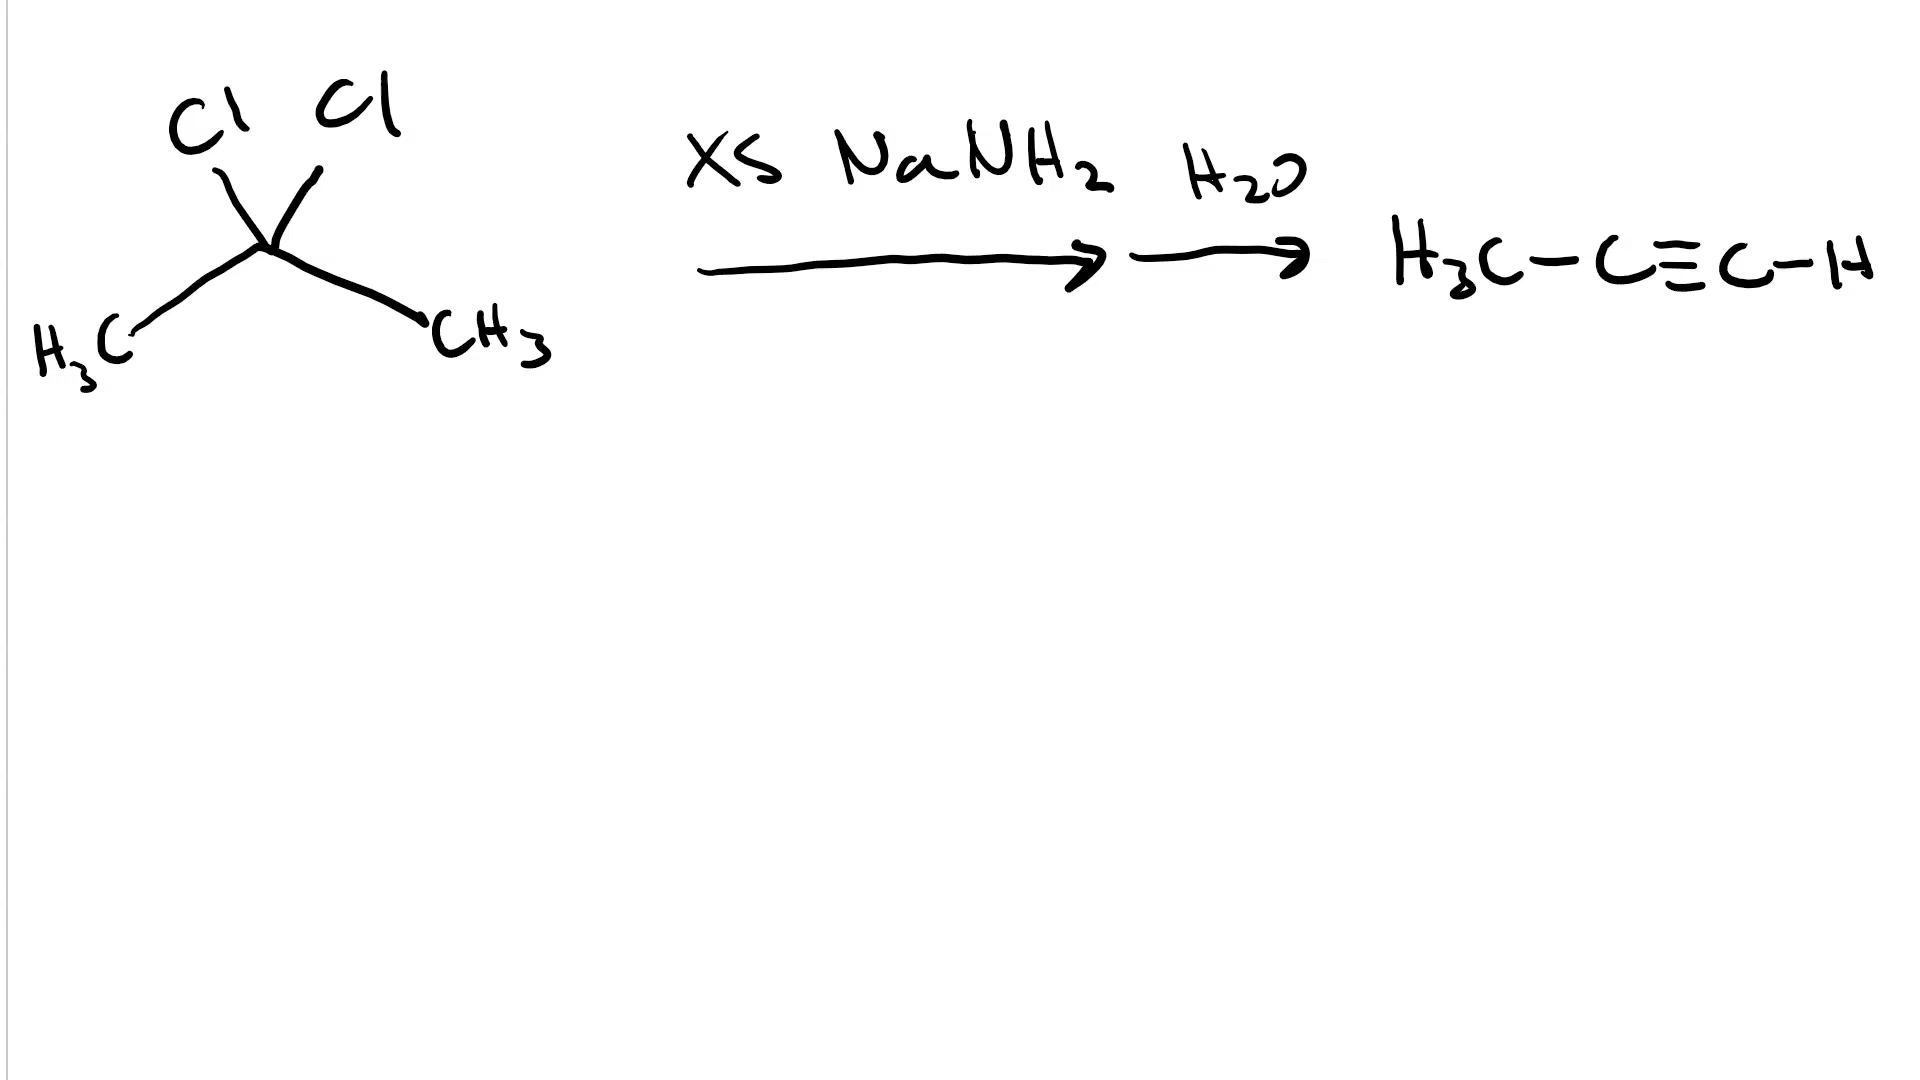 Cl Cl
XS NaNH₂ H₂O
H₃C CH₃
H₃C-C≡C-H